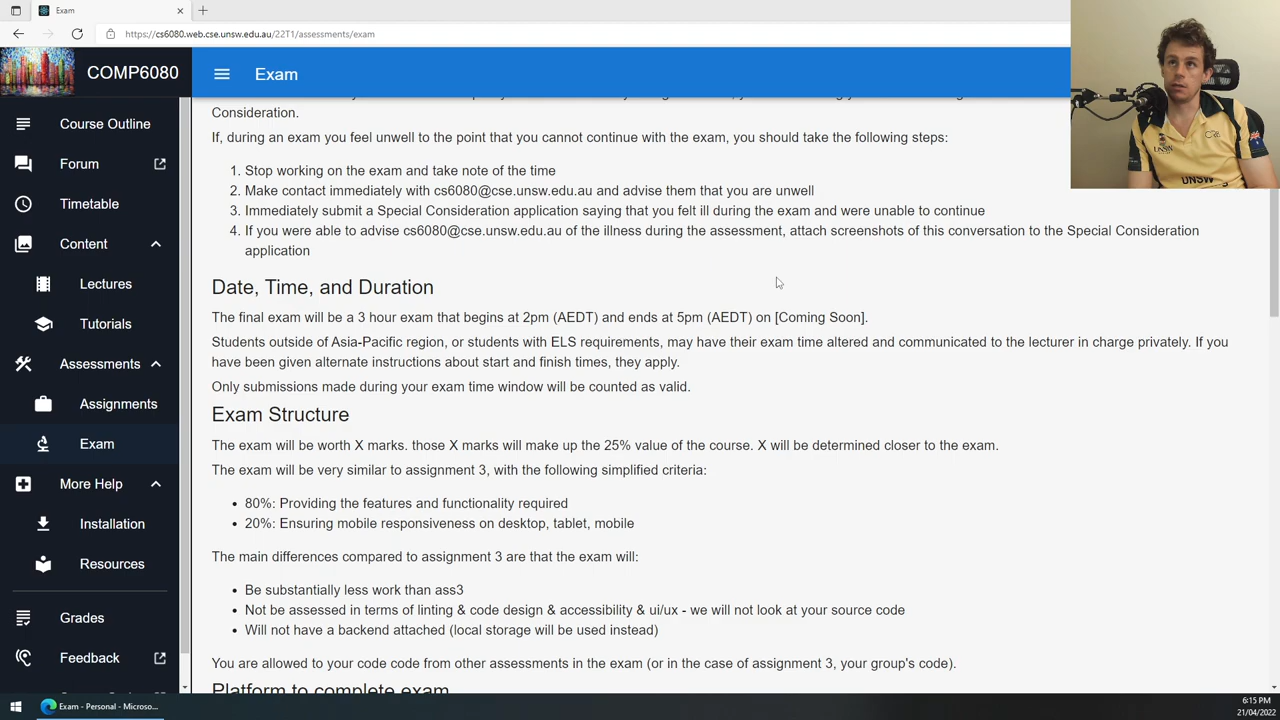 Exam
https://cs6080.web.cse.unsw.edu.au/22T1/assessments/exam
COMP6080
Exam
Course Outline
Forum
Timetable
Content
Lectures
Tutorials
Assessments
Assignments
Exam
More Help
Installation
Resources
Grades
Feedback
Consideration.
If, during an exam you feel unwell to the point that you cannot continue with the exam, you should take the following steps:
1. Stop working on the exam and take note of the time
2. Make contact immediately with cs6080@cse.unsw.edu.au and advise them that you are unwell
3. Immediately submit a Special Consideration application saying that you felt ill during the exam and were unable to continue
4. If you were able to advise cs6080@cse.unsw.edu.au of the illness during the assessment, attach screenshots of this conversation to the Special Consideration
application
Date, Time, and Duration
The final exam will be a 3 hour exam that begins at 2pm (AEDT) and ends at 5pm (AEDT) on [Coming Soon].
Students outside of Asia-Pacific region, or students with ELS requirements, may have their exam time altered and communicated to the lecturer in charge privately. If you
have been given alternate instructions about start and finish times, they apply.
Only submissions made during your exam time window will be counted as valid.
Exam Structure
The exam will be worth X marks. those X marks will make up the 25% value of the course. X will be determined closer to the exam.
The exam will be very similar to assignment 3, with the following simplified criteria:
• 80%: Providing the features and functionality required
• 20%: Ensuring mobile responsiveness on desktop, tablet, mobile
The main differences compared to assignment 3 are that the exam will:
• Be substantially less work than ass3
• Not be assessed in terms of linting & code design & accessibility & ui/ux - we will not look at your source code
• Will not have a backend attached (local storage will be used instead)
You are allowed to your code code from other assessments in the exam (or in the case of assignment 3, your group's code).
Platform to complete exam
UNSW
Exam - Personal - Microso...
6:15 PM
21/04/2022